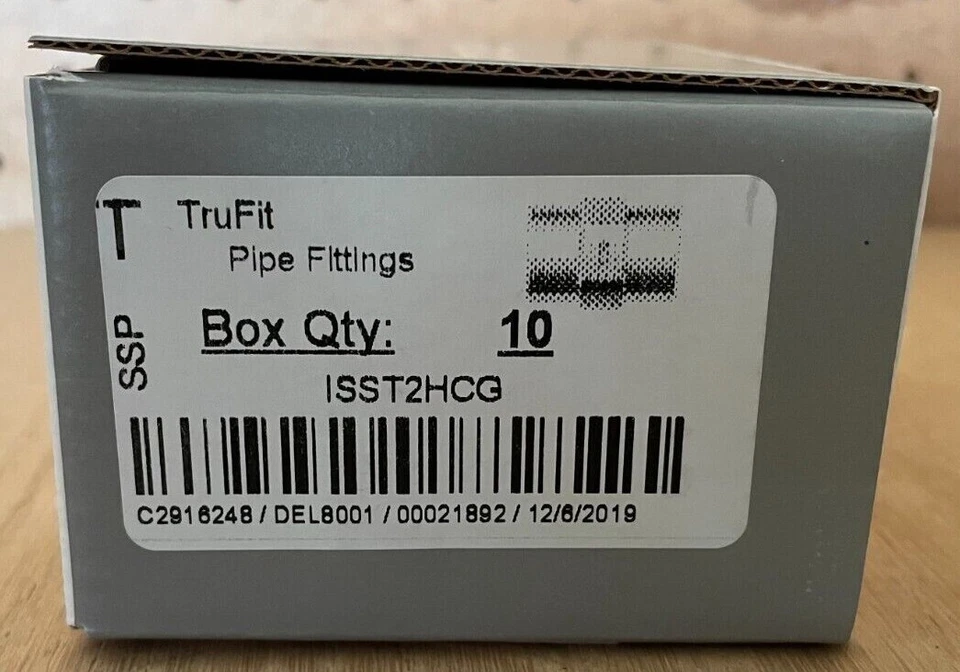 T
TruFit
Pipe Fittings
SSP
Box Qty: 10
ISST2HCG
C2916248 / DEL8001 / 00021892 / 12/6/2019